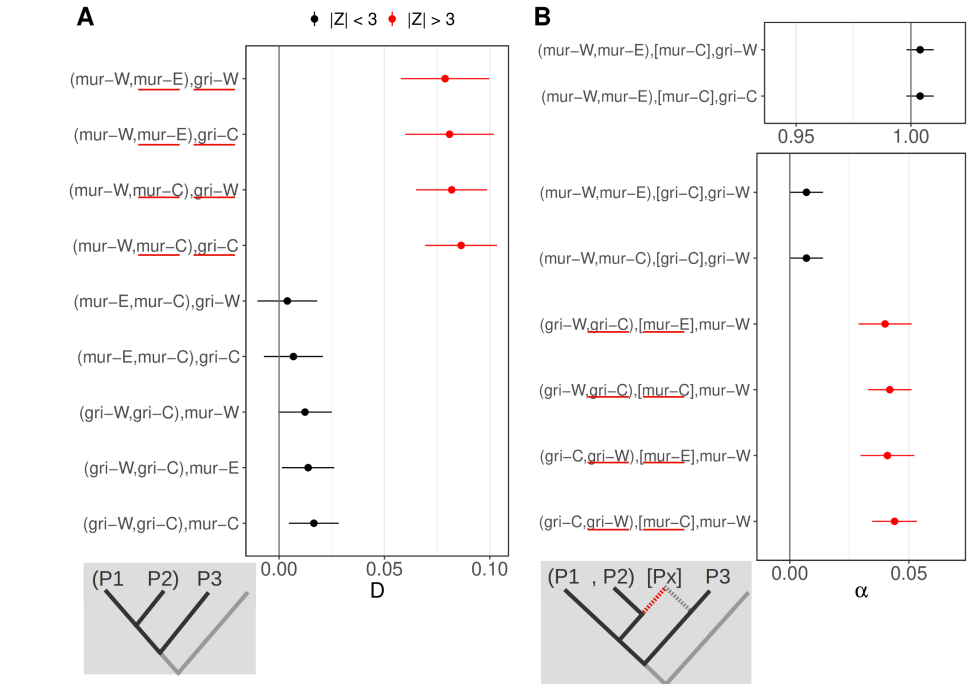 A
|Z| < 3 |Z| > 3
(mur−W,mur−E),gri−W
(mur−W,mur−E),gri−C
(mur−W,mur−C),gri−W
(mur−W,mur−C),gri−C
(mur−E,mur−C),gri−W
(mur−E,mur−C),gri−C
(gri−W,gri−C),mur−W
(gri−W,gri−C),mur−E
(gri−W,gri−C),mur−C
0.00 0.05 0.10
D
(P1 P2) P3
B
(mur−W,mur−E),[mur−C],gri−W
(mur−W,mur−E),[mur−C],gri−C
0.95 1.00
(mur−W,mur−E),[gri−C],gri−W
(mur−W,mur−C),[gri−C],gri−W
(gri−W,gri−C),[mur−E],mur−W
(gri−W,gri−C),[mur−C],mur−W
(gri−C,gri−W),[mur−E],mur−W
(gri−C,gri−W),[mur−C],mur−W
0.00 0.05
α
(P1 , P2) [Px] P3